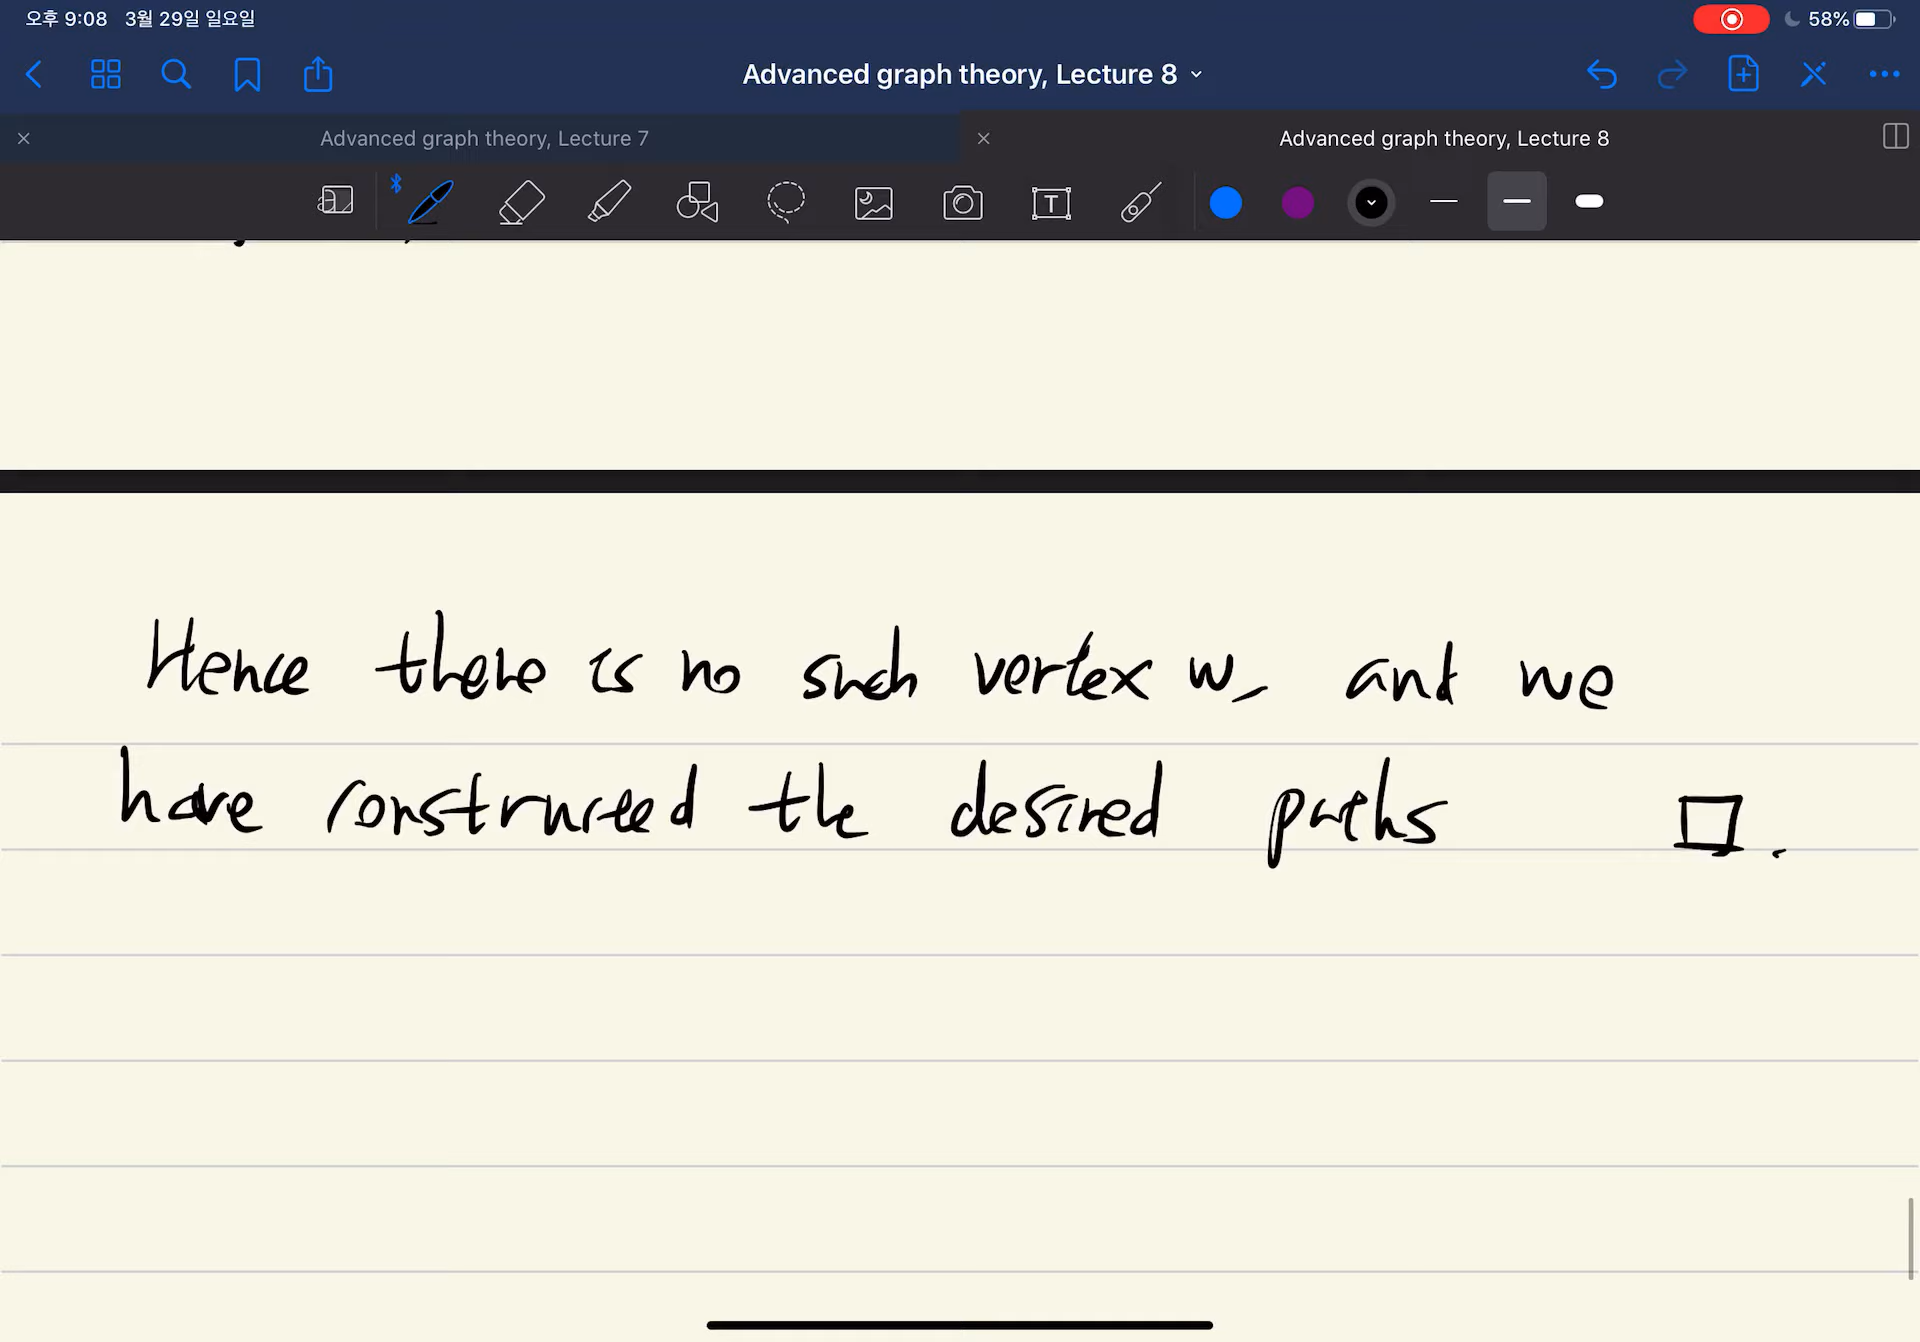 오후 9:08 3월 29일 일요일 58%
Advanced graph theory, Lecture 8
Advanced graph theory, Lecture 7 Advanced graph theory, Lecture 8
Hence there is no such vertex w, and we
have constructed the desired paths □.